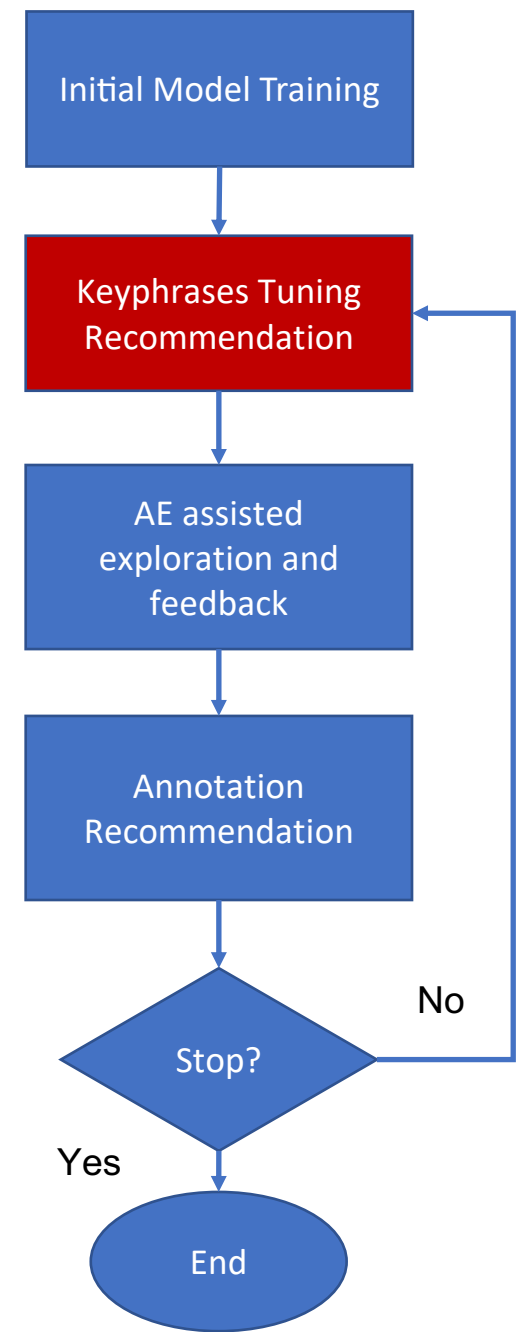 Initial Model Training
Keyphrases Tuning
Recommendation
AE assisted
exploration and
feedback
Annotation
Recommendation
No
Stop?
Yes
End